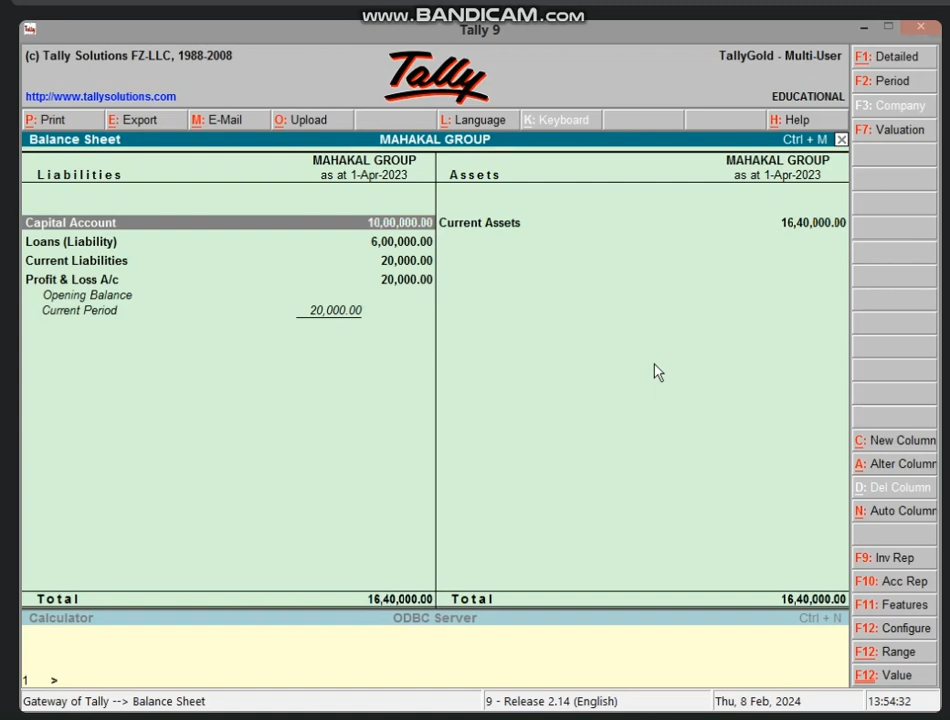 www.BANDICAM.com
Tally 9
(c) Tally Solutions FZ-LLC, 1988-2008
Tally
TallyGold - Multi-User
http://www.tallysolutions.com
EDUCATIONAL
P: Print E: Export M: E-Mail O: Upload L: Language K: Keyboard H: Help
Balance Sheet MAHAKAL GROUP Ctrl + M
Liabilities MAHAKAL GROUP as at 1-Apr-2023
Assets MAHAKAL GROUP as at 1-Apr-2023
Capital Account 10,00,000.00 Current Assets 16,40,000.00
Loans (Liability) 6,00,000.00
Current Liabilities 20,000.00
Profit & Loss A/c 20,000.00
Opening Balance
Current Period 20,000.00
Total 16,40,000.00 Total 16,40,000.00
Calculator ODBC Server Ctrl + N
1 >
Gateway of Tally --> Balance Sheet 9 - Release 2.14 (English) Thu, 8 Feb, 2024 13:54:32
F1: Detailed
F2: Period
F3: Company
F7: Valuation
C: New Column
A: Alter Column
D: Del Column
N: Auto Column
F9: Inv Rep
F10: Acc Rep
F11: Features
F12: Configure
F12: Range
F12: Value